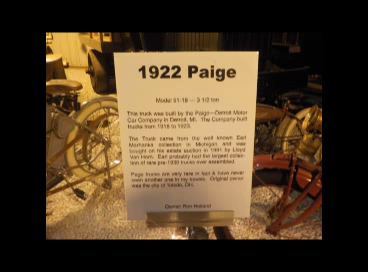 1922 Paige
Model 51-18 — 3 1/2 ton
This truck was built by the Paige—Detroit Motor
Car Company in Detroit, MI. The Company built
trucks from 1918 to 1923.
The Truck came from the well known Earl
collection in Michigan and was
bought on his estate auction in 1991 by Lloyd
Van Horn. Earl probably had the largest collec-
tion of rare pre-1930 trucks ever assembled.
Paige trucks are very rare in fact & have never
seen another one in my travels. Original owner
was the city of Toledo, OH.
Owner: Ron